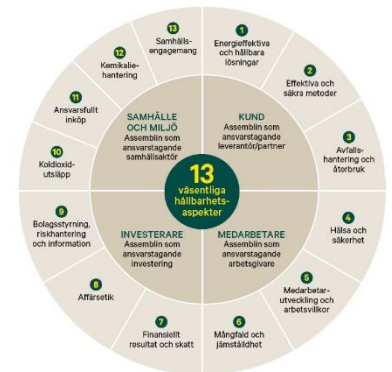 13
väsentliga
hållbarhets-
aspekter
SAMHÄLLE
OCH MILJÖ
Assemblin som
ansvarstagande
samhällsaktör
KUND
Assemblin som
ansvarstagande
leverantör/partner
INVESTERARE
Assemblin som
ansvarstagande
investering
MEDARBETARE
Assemblin som
ansvarstagande
arbetsgivare
1
Energieffektiva
och hållbara
lösningar
2
Effektiva och
säkra metoder
3
Avfalls-
hantering och
återbruk
4
Hälsa och
säkerhet
5
Medarbetar-
utveckling och
arbetsvillkor
6
Mångfald och
jämställdhet
7
Finansiellt
resultat och skatt
8
Affärsetik
9
Bolagsstyrning,
riskhantering
och information
10
Koldioxid-
utsläpp
11
Ansvarsfullt
inköp
12
Kemikalie-
hantering
13
Samhälls-
engagemang